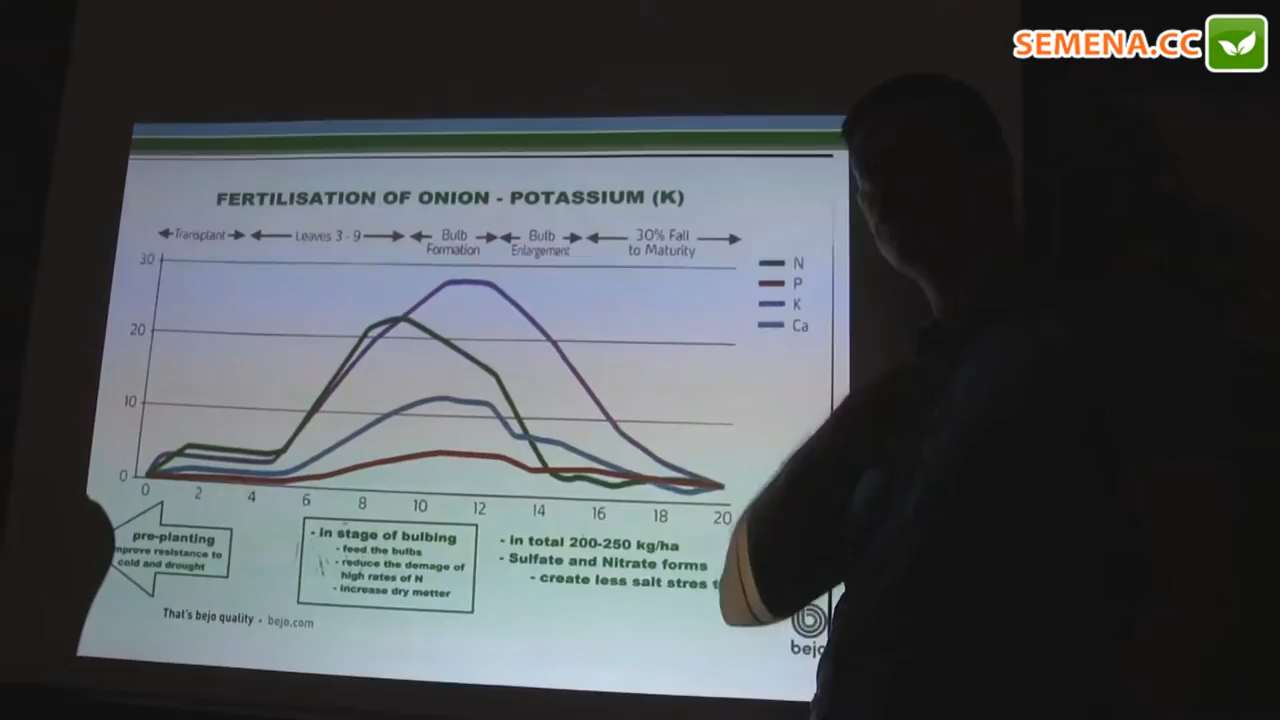 SEMENA.CC
FERTILISATION OF ONION - POTASSIUM (K)
Transplant
Leaves 3 - 9
Bulb
Formation
Bulb
Enlargement
30% Fall
to Maturity
30
20
10
0
N
P
K
Ca
0 2 4 6 8 10 12 14 16 18 20
pre-planting
mprove resistance to
cold and drought
- In stage of bulbing
- feed the bulbs
- reduce the demage of
high rates of N
- increase dry metter
- in total 200-250 kg/ha
- Sulfate and Nitrate forms
- create less salt stres
That's bejo quality • bejo.com
bejo